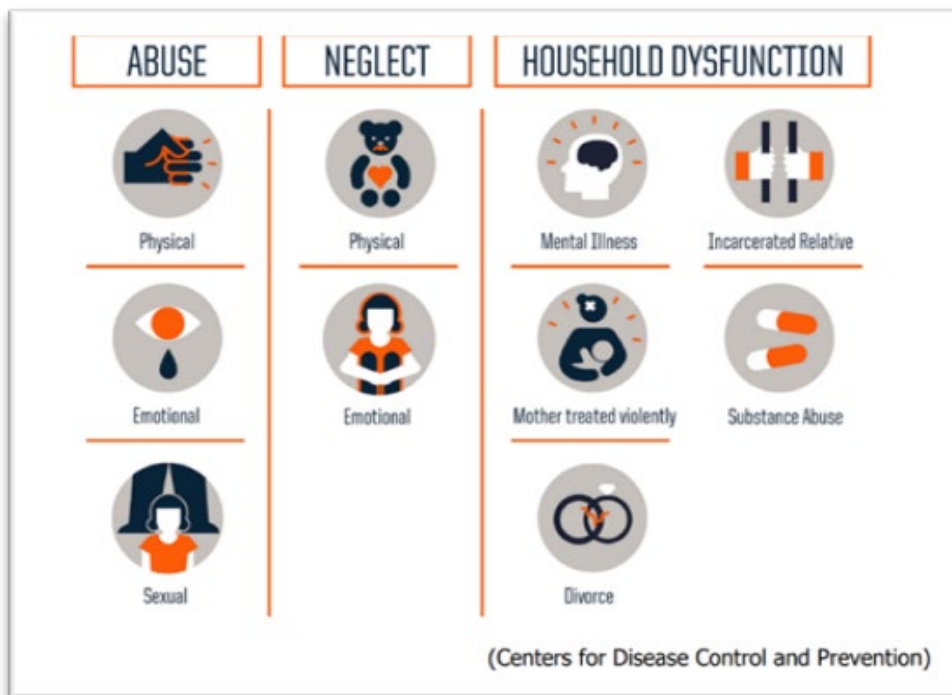 ABUSE
NEGLECT
HOUSEHOLD DYSFUNCTION
Physical
Physical
Mental Illness
Incarcerated Relative
Emotional
Emotional
Mother treated violently
Substance Abuse
Sexual
Divorce
(Centers for Disease Control and Prevention)